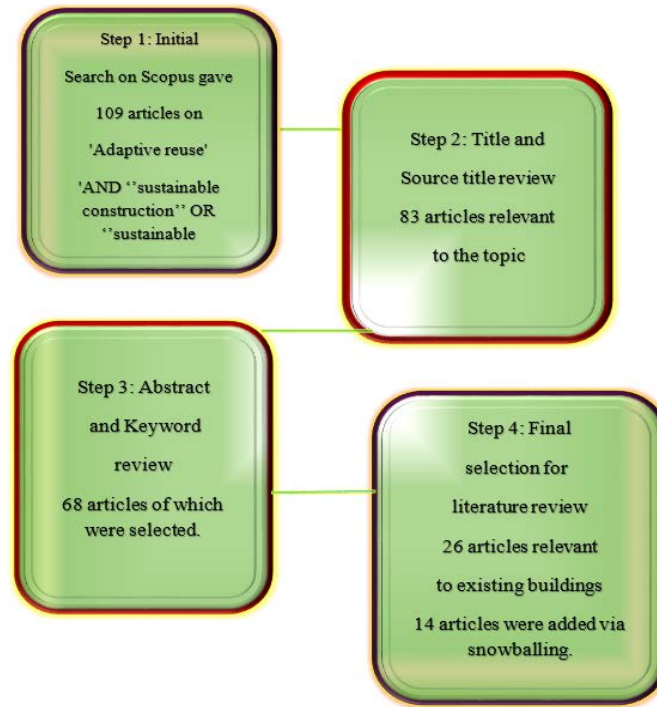 Step 1: Initial
Search on Scopus gave
109 articles on
'Adaptive reuse'
'AND ‘’sustainable
construction’’ OR
‘’sustainable
Step 2: Title and
Source title review
83 articles relevant
to the topic
Step 3: Abstract
and Keyword
review
68 articles of which
were selected.
Step 4: Final
selection for
literature review
26 articles relevant
to existing buildings
14 articles were added via
snowballing.